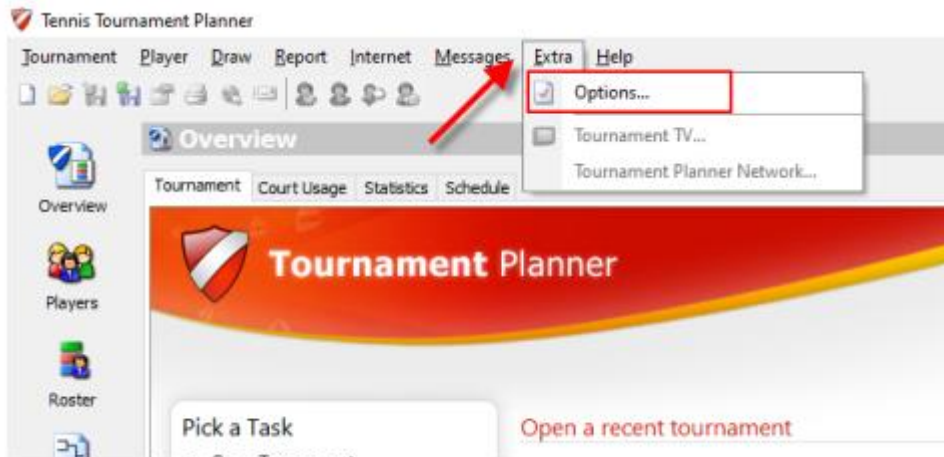 Tennis Tournament Planner
Tournament Player Draw Report Internet Messages Extra Help
Options...
Tournament TV...
Tournament Planner Network...
Overview
Tournament Court Usage Statistics Schedule
Overview
Tournament Planner
Players
Roster
Pick a Task
Open a recent tournament